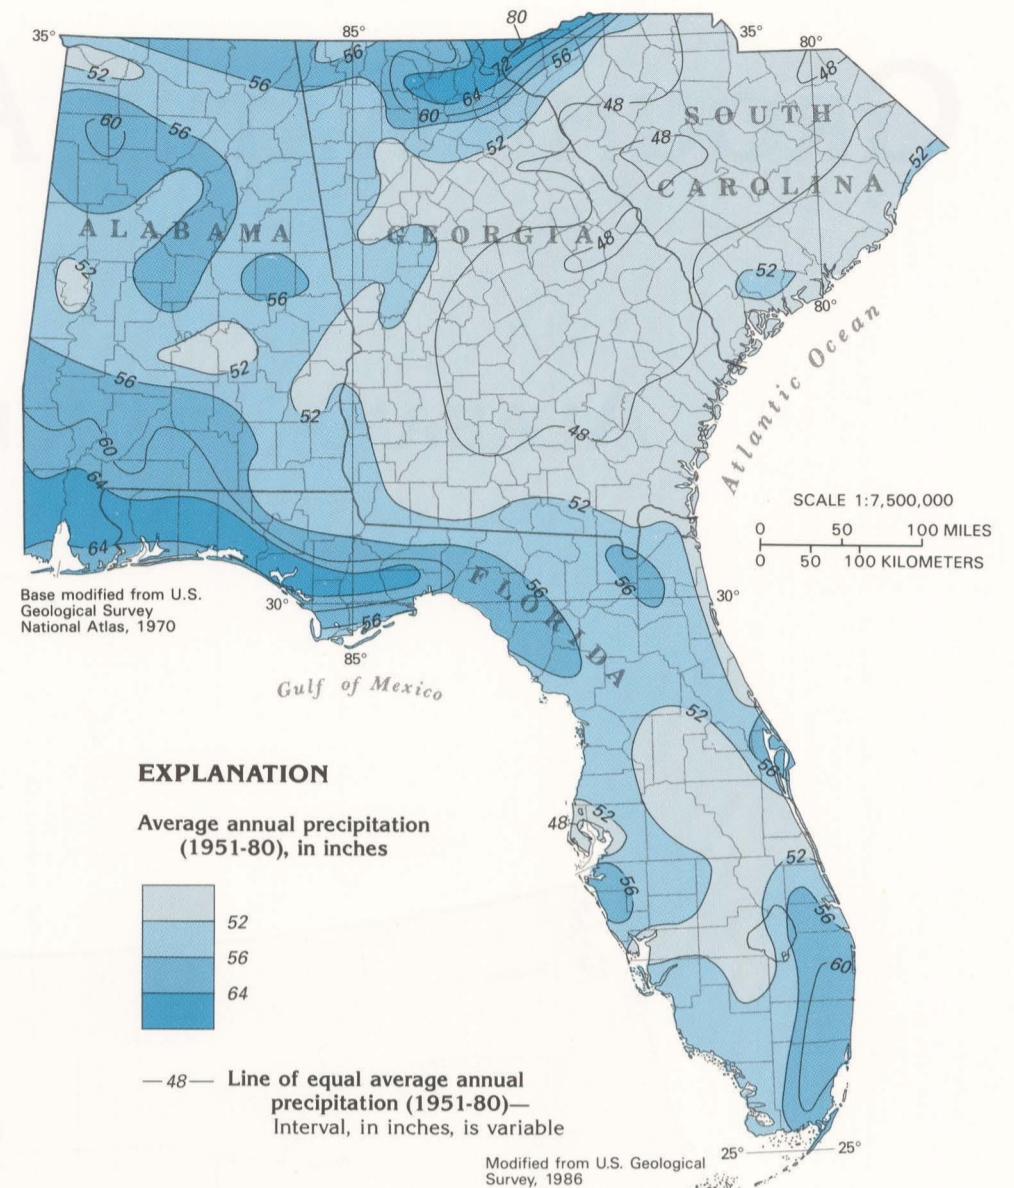 80
35° 85° 35° 80°
56 56 48
52 72
56 64
48
60 SOUTH
60 56 48
52 52
CAROLINA
ALABAMA GEORGIA
48
52 52
56 80°
Atlantic Ocean
52
56
52
48
60
64
52
SCALE 1:7,500,000
0 50 100 MILES
0 50 100 KILOMETERS
64
FLORIDA
56 56
Base modified from U.S.
Geological Survey
National Atlas, 1970
30° 30°
56
85°
Gulf of Mexico
52
58
EXPLANATION
Average annual precipitation
(1951-80), in inches
48 52
52
56
56
52
56
64
60
—48— Line of equal average annual
precipitation (1951-80)—
Interval, in inches, is variable
25° 25°
Modified from U.S. Geological
Survey, 1986